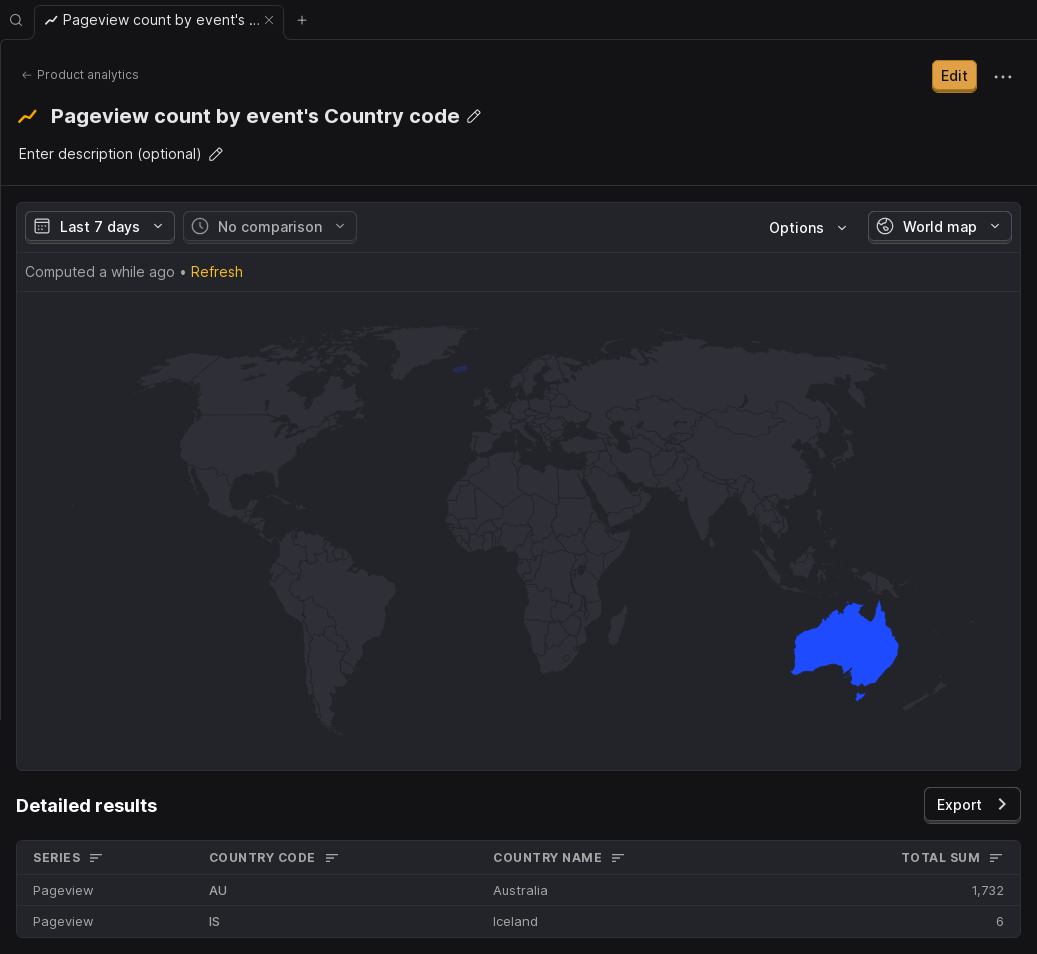 Pageview count by event's ...
Product analytics
Edit
Pageview count by event's Country code
Enter description (optional)
Last 7 days
No comparison
Options
World map
Computed a while ago • Refresh
Detailed results
Export
SERIES COUNTRY CODE COUNTRY NAME TOTAL SUM
Pageview AU Australia 1,732
Pageview IS Iceland 6